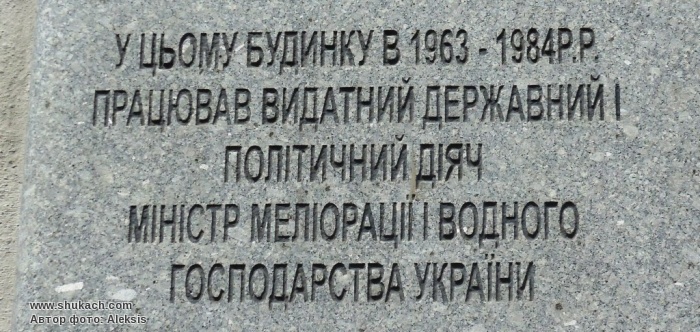 У ЦЬОМУ БУДИНКУ В 1963 - 1984Р.Р.
ПРАЦЮВАВ ВИДАТНИЙ ДЕРЖАВНИЙ І
ПОЛІТИЧНИЙ ДІЯЧ
МІНІСТР МЕЛІОРАЦІЇ І ВОДНОГО
ГОСПОДАРСТВА УКРАЇНИ
www.shukach.com
Автор фото: Aleksis